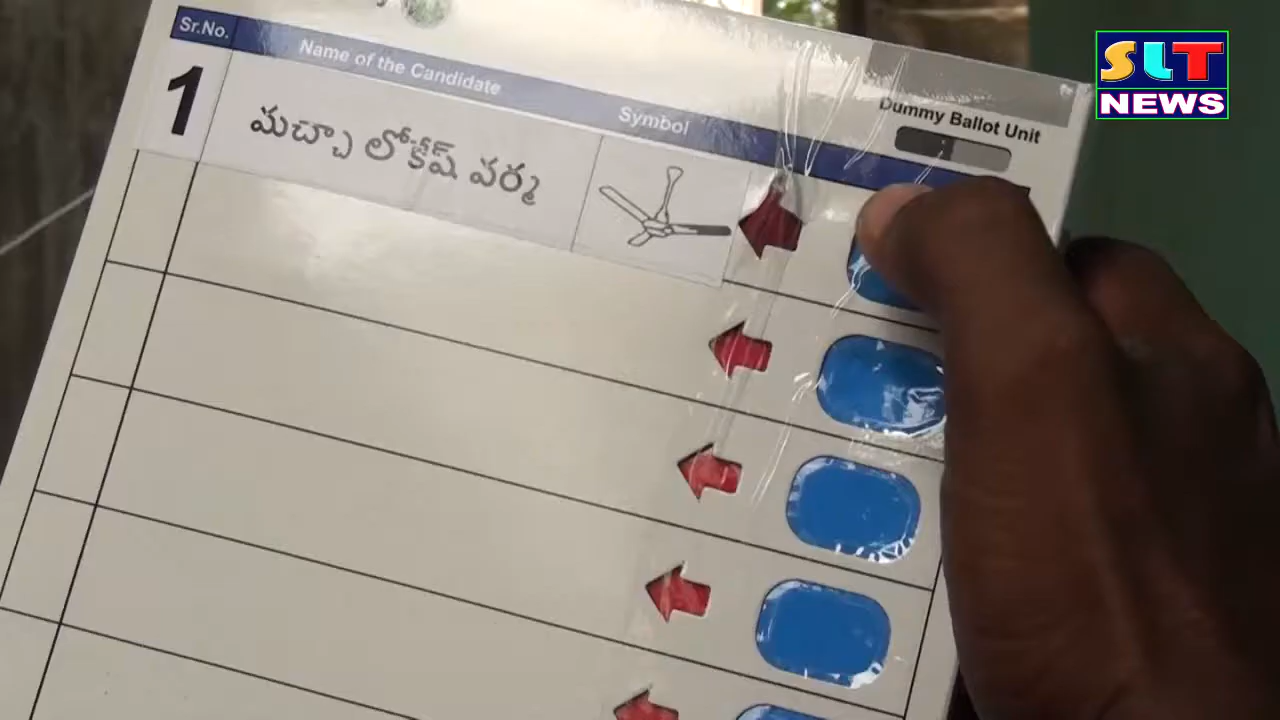 Sr.No.
Name of the Candidate
Symbol
Dummy Ballot Unit
1
మచ్చా లోకేష్ వర్మ
SLT
NEWS